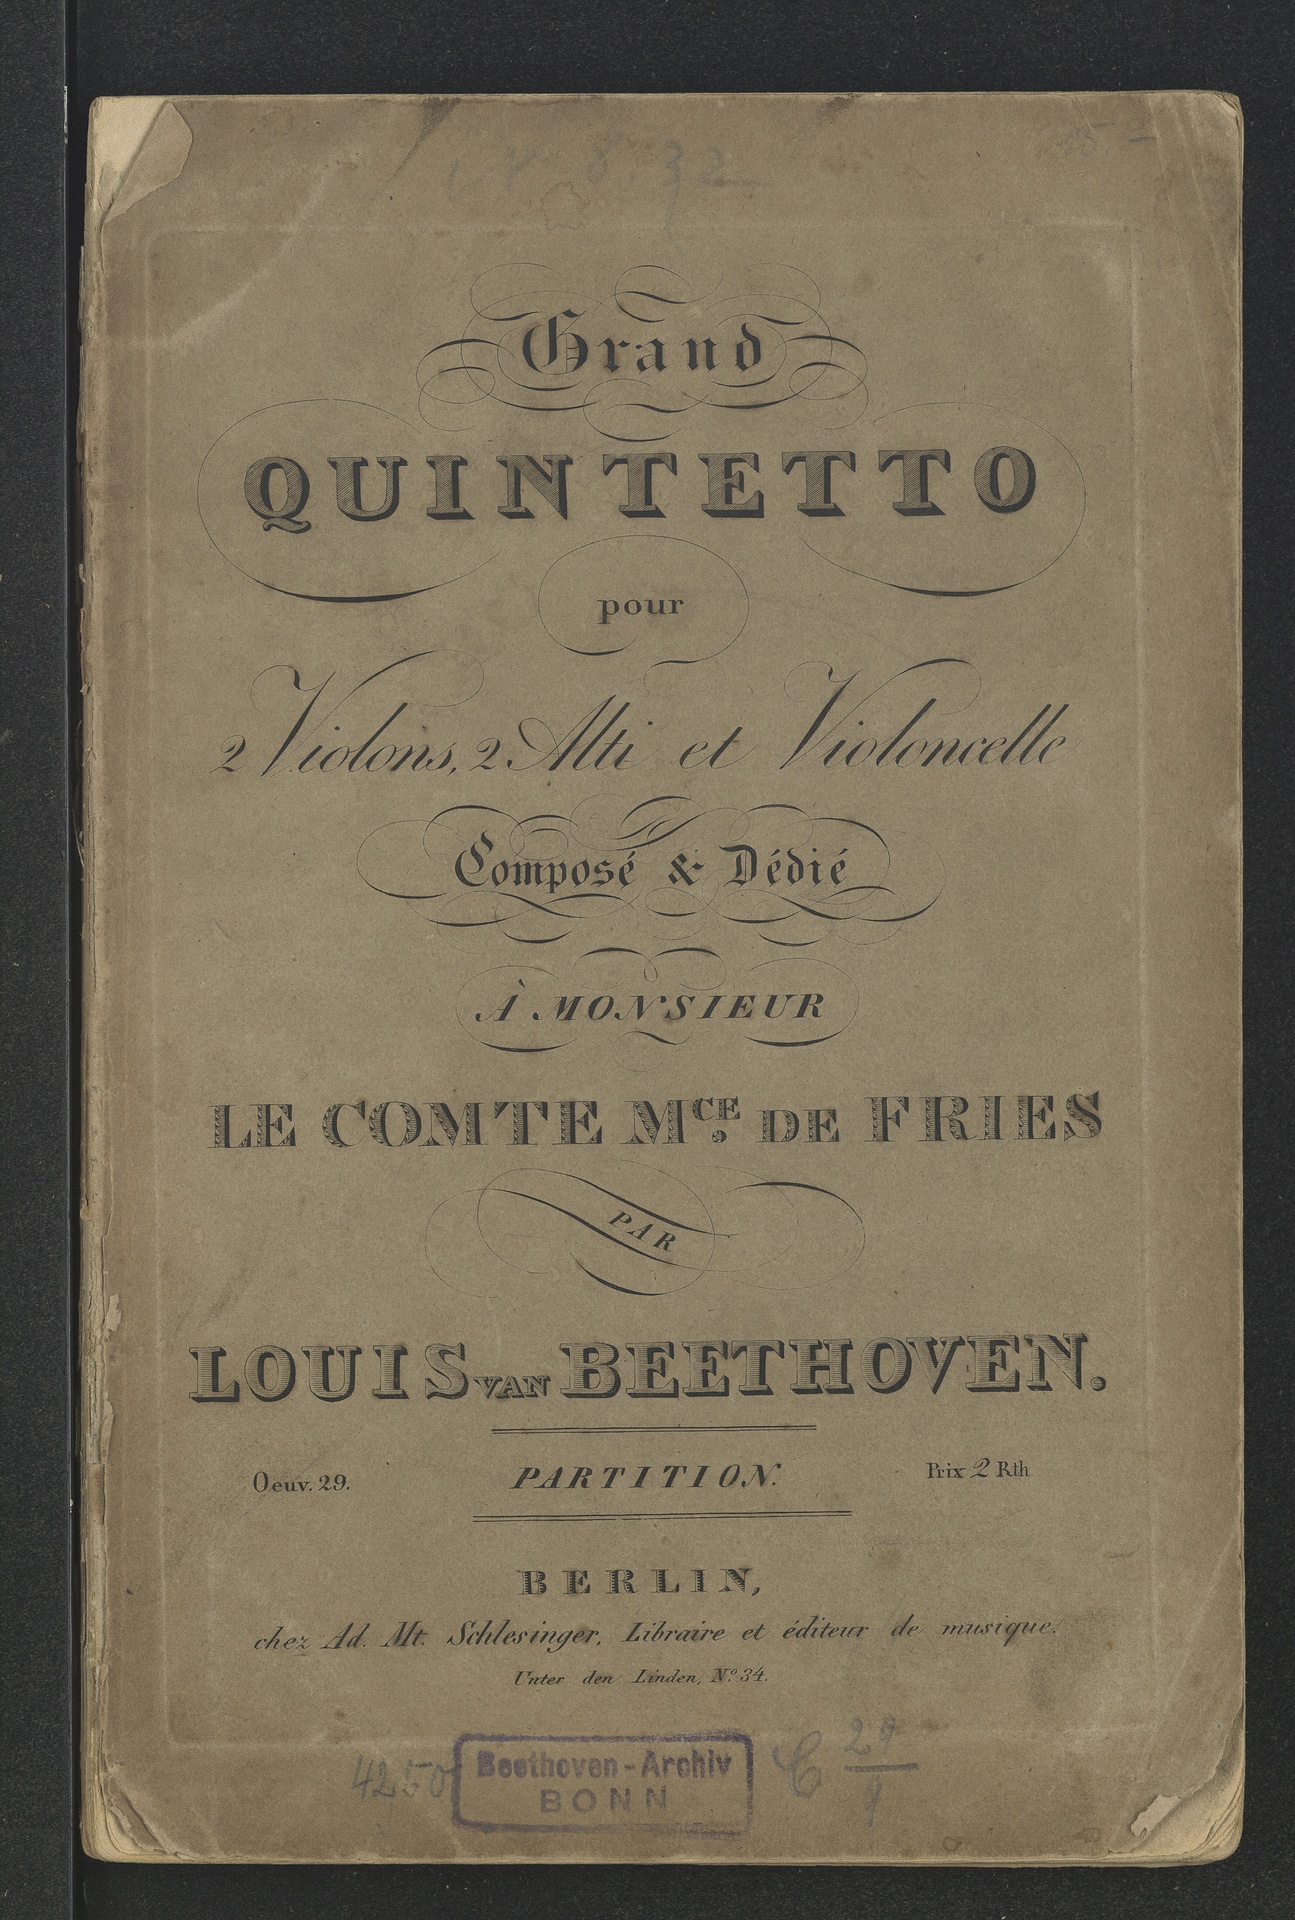 Grand
QUINTETTO
pour
2 Violons, 2 Alti et Violoncelle
Composé & Dédié
À MONSIEUR
LE COMTE Mce. DE FRIES
PAR
LOUIS VAN BEETHOVEN.
Oeuv. 29. PARTITION. Prix 2 Rth
BERLIN,
chez Ad. Mt. Schlesinger, Libraire et éditeur de musique.
Unter den Linden, No. 34.
4250
Beethoven-Archiv
BONN
C 29
9